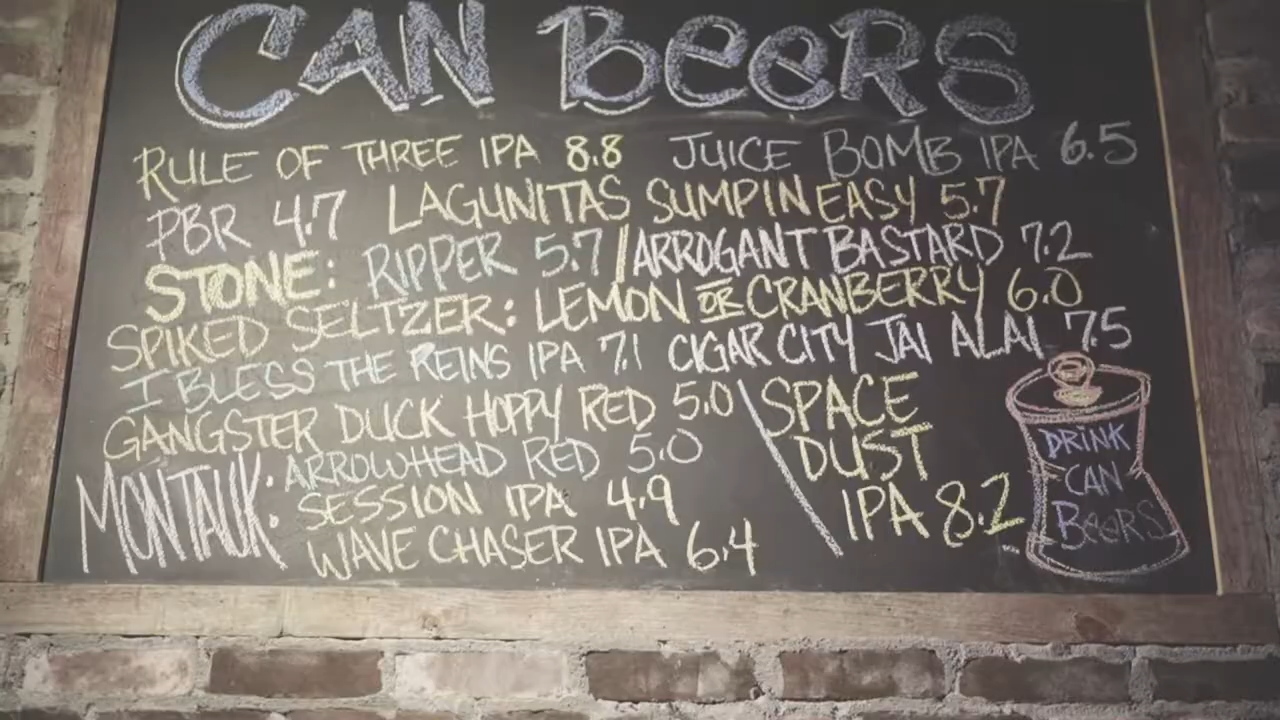 CAN BEERS
RULE OF THREE IPA 8.8 JUICE BOMB IPA 6.5
PBR 4.7 LAGUNITAS SUMPIN EASY 5.7
STONE: RIPPER 5.7 / ARROGANT BASTARD 7.2
SPIKED SELTZER: LEMON OR CRANBERRY 6.0
I BLESS THE REINS IPA 7.1 CIGAR CITY JAI ALAI 7.5
GANGSTER DUCK HOPPY RED 5.0
MONTAUK: ARROWHEAD RED 5.0
SESSION IPA 4.9
WAVE CHASER IPA 6.4
SPACE
DUST
IPA 8.2
DRINK
CAN
BEERS